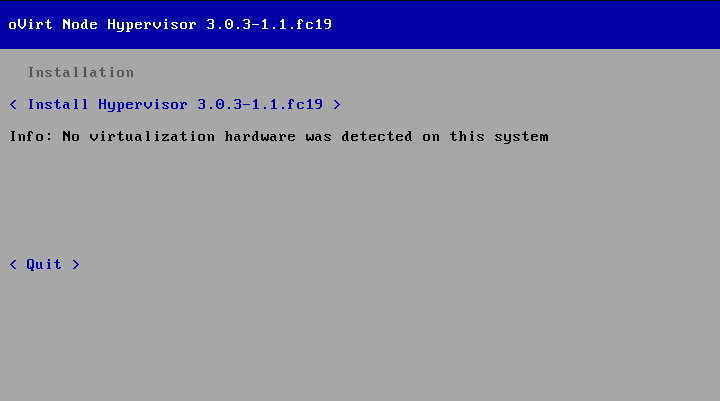 oVirt Node Hypervisor 3.0.3-1.1.fc19
Installation
< Install Hypervisor 3.0.3-1.1.fc19 >
Info: No virtualization hardware was detected on this system
< Quit >